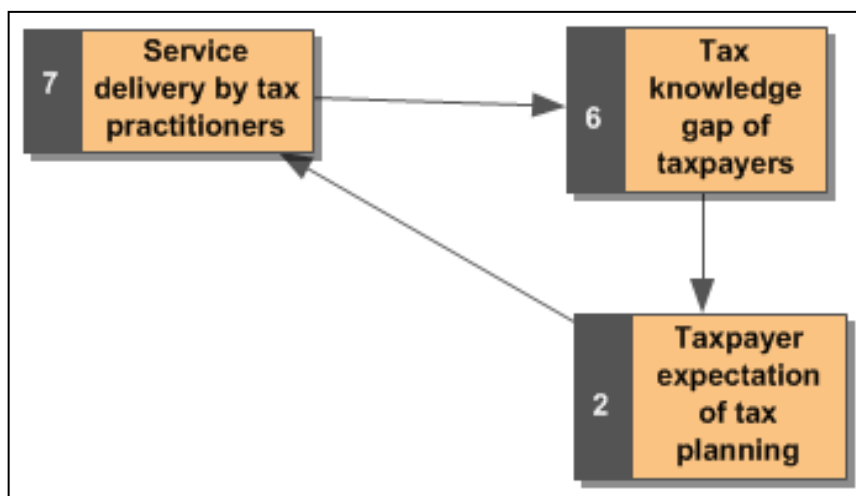 7
Service
delivery by tax
practitioners
6
Tax
knowledge
gap of
taxpayers
2
Taxpayer
expectation
of tax
planning